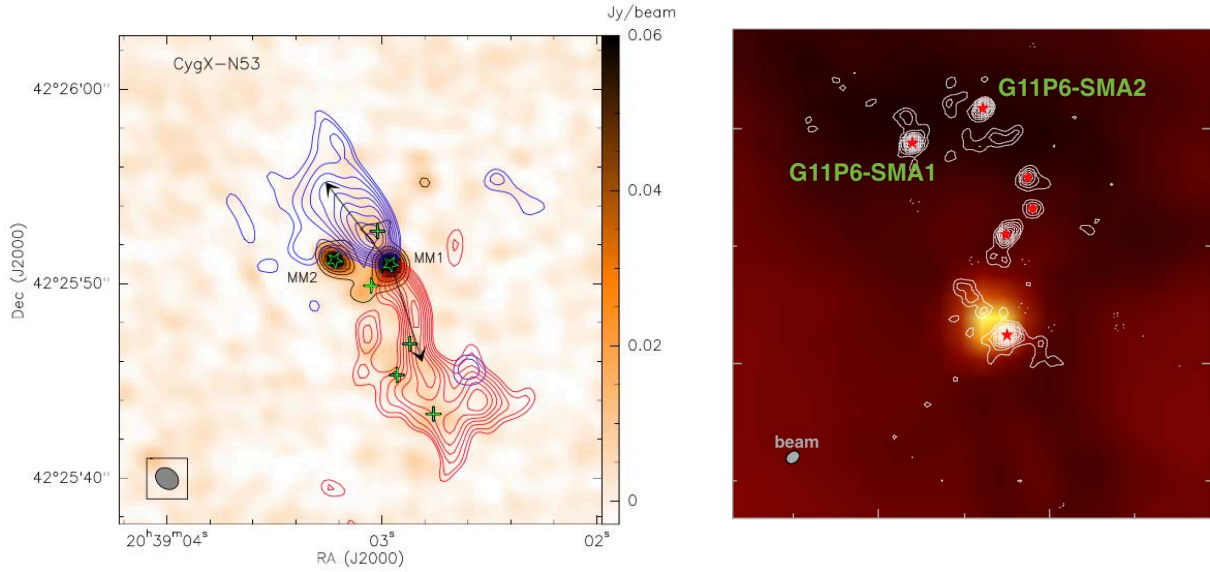 Jy/beam
0.06
CygX-N53
42°26'00"
0.04
MM1
MM2
42°25'50"
Dec (J2000)
0.02
42°25'40"
0
20ʰ39ᵐ04ˢ
03ˢ
02ˢ
RA (J2000)
G11P6-SMA2
G11P6-SMA1
beam